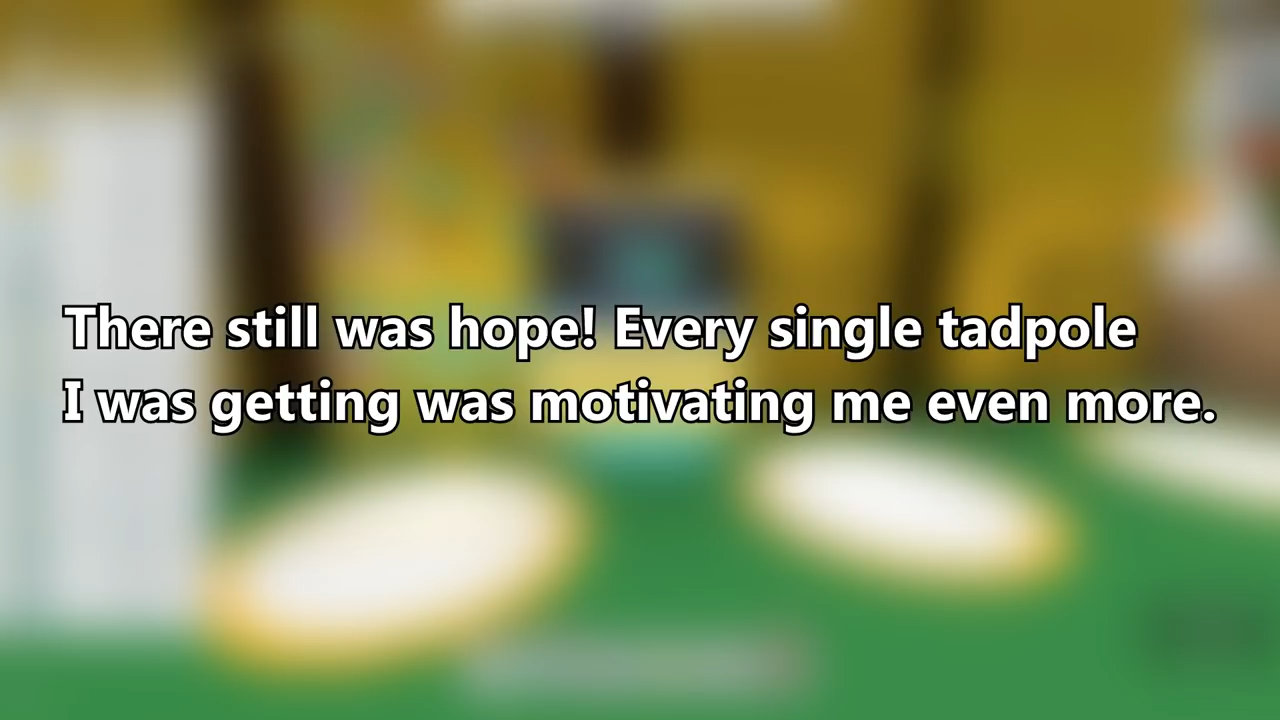 There still was hope! Every single tadpole
I was getting was motivating me even more.